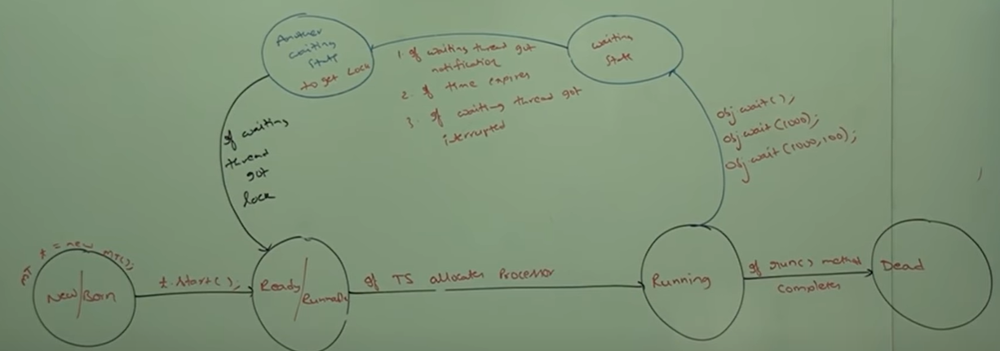 Another
waiting
state
to get Lock
1. If waiting thread got
notification
2. If time expires
3. If waiting thread got
interrupted
waiting
state
obj.wait();
obj.wait(1000);
obj.wait(1000,100);
If waiting
thread
got
lock
MT t = new MT();
New/Born
t.start();
Ready/
Runnable
If TS allocates Processor
Running
If run() method
completes
Dead